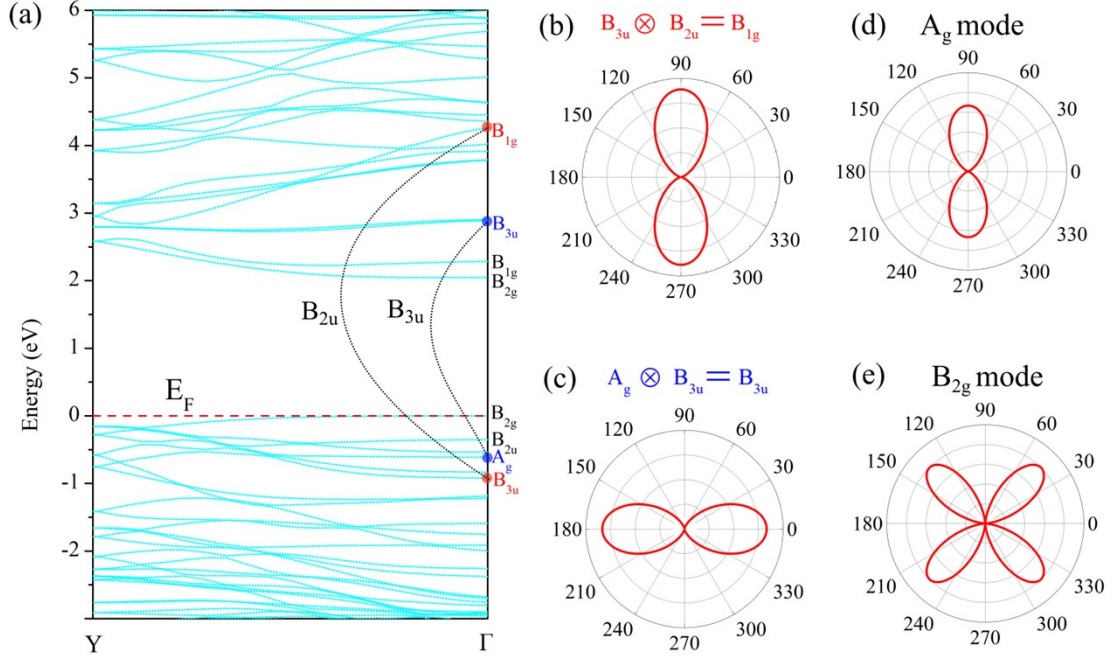 (a)
6
5
4
3
2
1
0
-1
-2
Energy (eV)
Y
Γ
E_F
B_1g
B_3u
B_1g
B_2g
B_2g
B_2u
A_g
B_3u
B_2u
B_3u
(b)
B_3u ⊗ B_2u = B_1g
90
120 60
150 30
180 0
210 330
240 300
270
(d)
A_g mode
90
120 60
150 30
180 0
210 330
240 300
270
(c)
A_g ⊗ B_3u = B_3u
90
120 60
150 30
180 0
210 330
240 300
270
(e)
B_2g mode
90
120 60
150 30
180 0
210 330
240 300
270